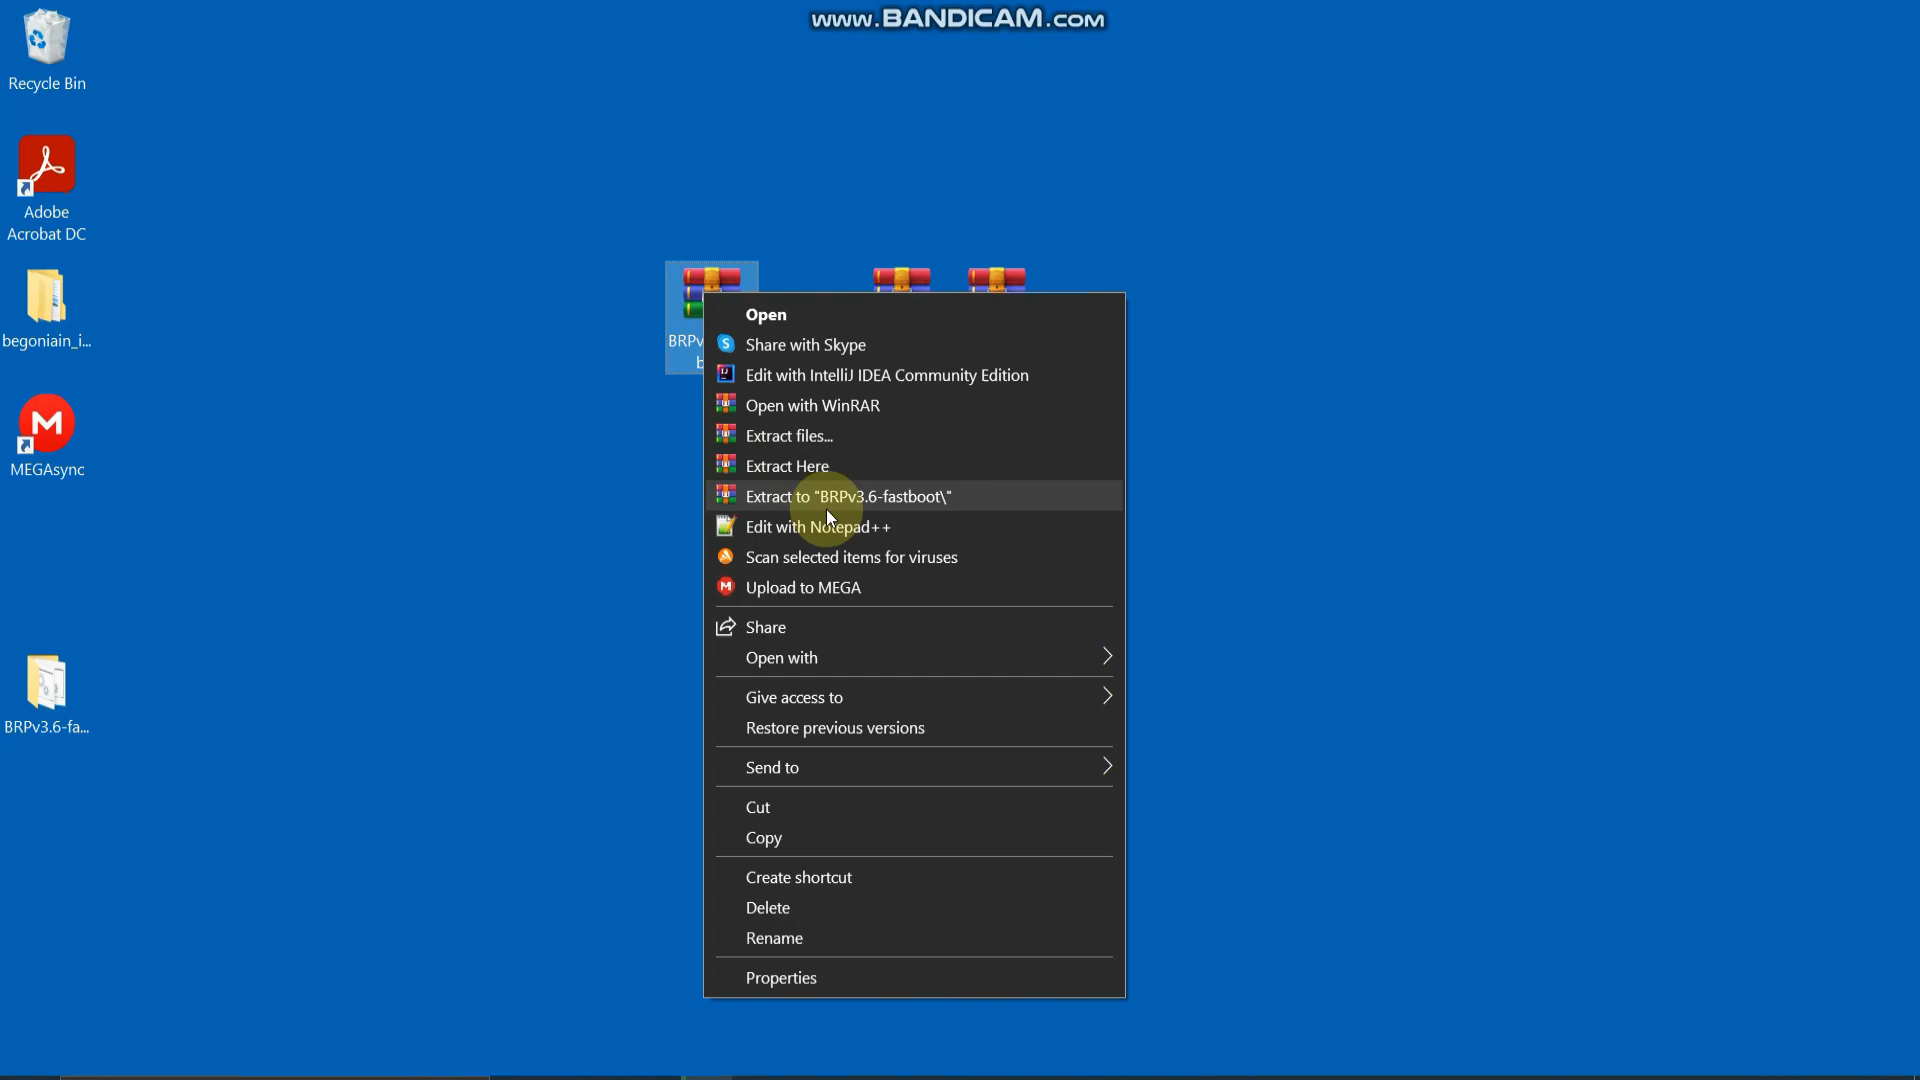 www.BANDICAM.com
Recycle Bin
Adobe
Acrobat DC
begoniain_i...
MEGAsync
BRPv3.6-fa...
BRPv
b
Open
Share with Skype
Edit with IntelliJ IDEA Community Edition
Open with WinRAR
Extract files...
Extract Here
Extract to "BRPv3.6-fastboot\"
Edit with Notepad++
Scan selected items for viruses
Upload to MEGA
Share
Open with
Give access to
Restore previous versions
Send to
Cut
Copy
Create shortcut
Delete
Rename
Properties